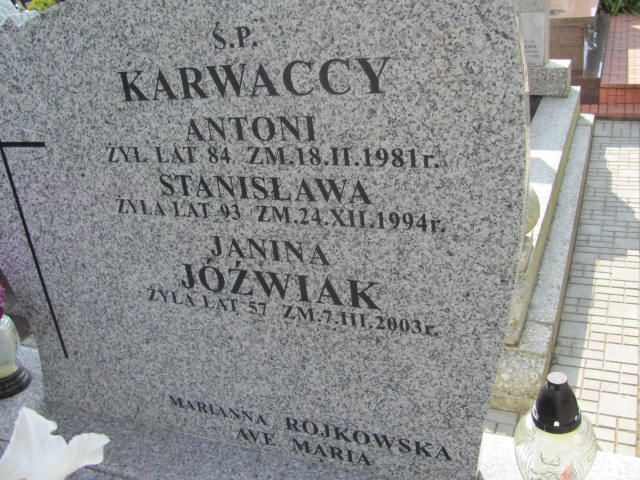 Ś.P.
KARWACCY
ANTONI
ŻYŁ LAT 84 ZM.18.II.1981r.
STANISŁAWA
ŻYŁA LAT 93 ZM.24.XII.1994r.
JANINA
JÓŹWIAK
ŻYŁA LAT 57 ZM.7.III.2003r.
MARIANNA ROJKOWSKA
AVE MARIA